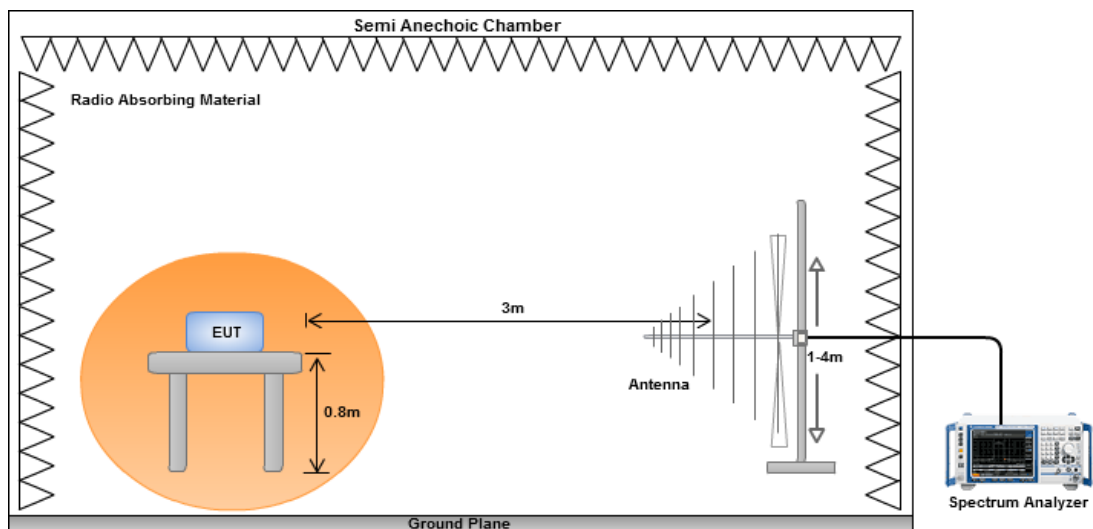 Semi Anechoic Chamber
Radio Absorbing Material
3m
EUT
1-4m
Antenna
0.8m
Spectrum Analyzer
Ground Plane